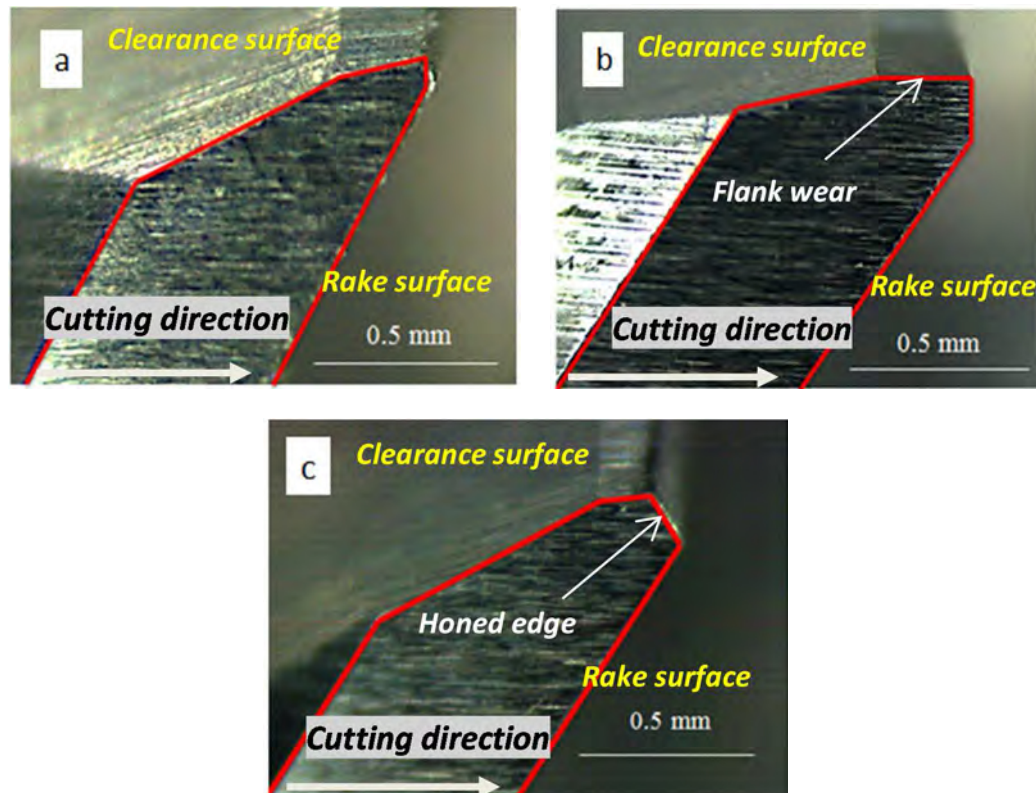 a
Clearance surface
Rake surface
Cutting direction
0.5 mm
b
Clearance surface
Flank wear
Rake surface
Cutting direction
0.5 mm
c
Clearance surface
Honed edge
Rake surface
Cutting direction
0.5 mm